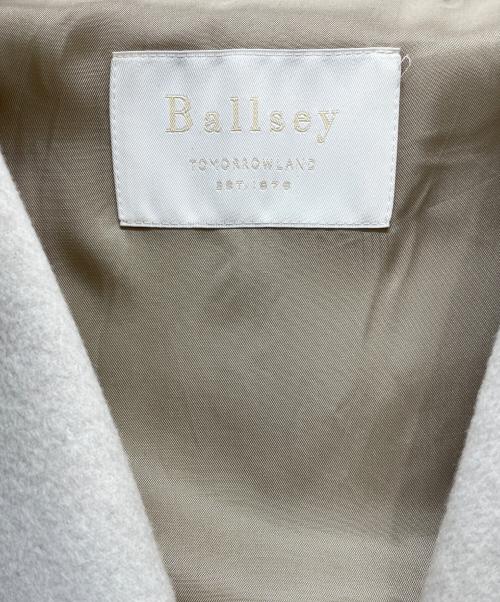 Ballsey
TOMORROWLAND
EST. 1978